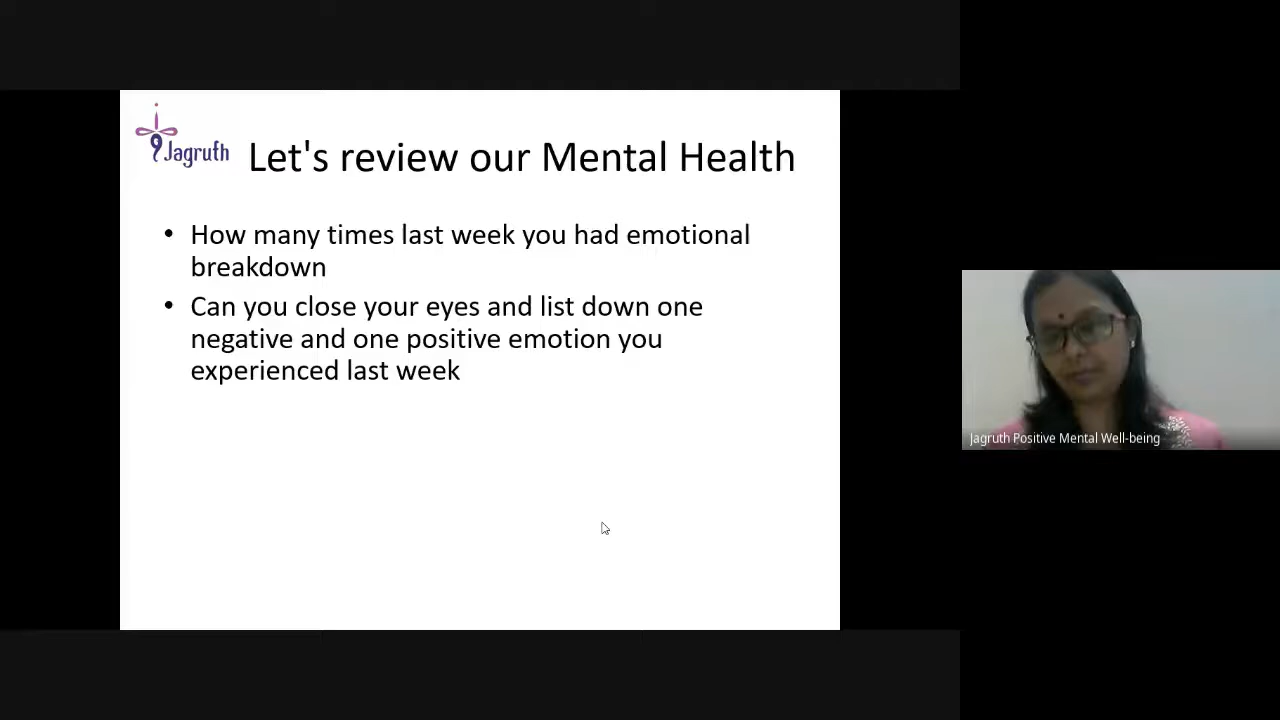 Jagruth
Let's review our Mental Health
• How many times last week you had emotional
breakdown
• Can you close your eyes and list down one
negative and one positive emotion you
experienced last week
Jagruth Positive Mental Well-being